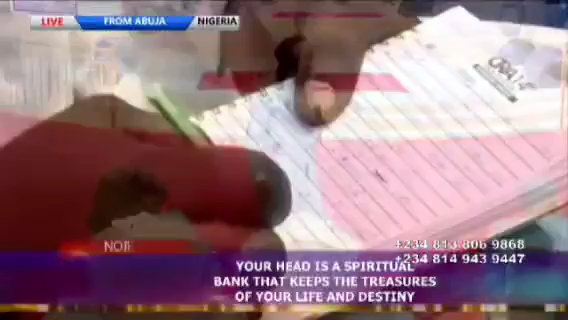 LIVE FROM ABUJA NIGERIA
NOTE
+234 813 806 9868
+234 814 943 9447
YOUR HEAD IS A SPIRITUAL
BANK THAT KEEPS THE TREASURES
OF YOUR LIFE AND DESTINY